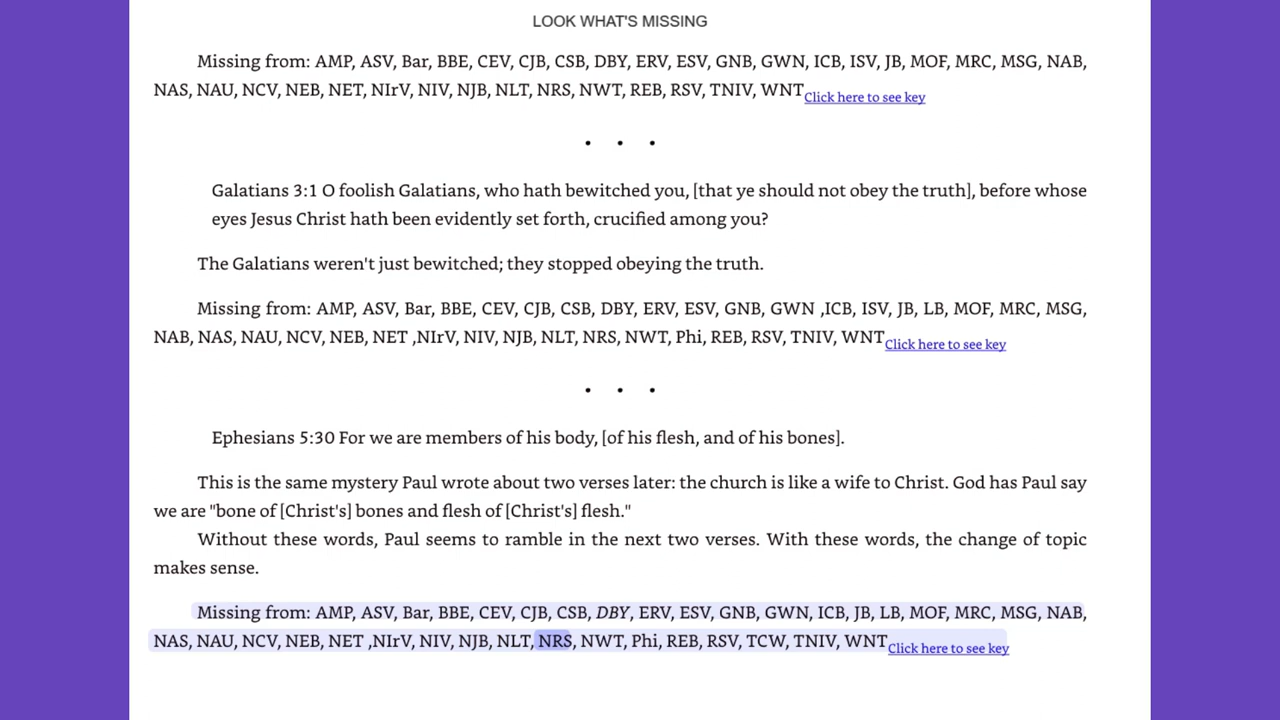 LOOK WHAT'S MISSING
Missing from: AMP, ASV, Bar, BBE, CEV, CJB, CSB, DBY, ERV, ESV, GNB, GWN, ICB, ISV, JB, MOF, MRC, MSG, NAB,
NAS, NAU, NCV, NEB, NET, NIrV, NIV, NJB, NLT, NRS, NWT, REB, RSV, TNIV, WNT Click here to see key
• • •
Galatians 3:1 O foolish Galatians, who hath bewitched you, [that ye should not obey the truth], before whose
eyes Jesus Christ hath been evidently set forth, crucified among you?
The Galatians weren't just bewitched; they stopped obeying the truth.
Missing from: AMP, ASV, Bar, BBE, CEV, CJB, CSB, DBY, ERV, ESV, GNB, GWN ,ICB, ISV, JB, LB, MOF, MRC, MSG,
NAB, NAS, NAU, NCV, NEB, NET ,NIrV, NIV, NJB, NLT, NRS, NWT, Phi, REB, RSV, TNIV, WNT Click here to see key
• • •
Ephesians 5:30 For we are members of his body, [of his flesh, and of his bones].
This is the same mystery Paul wrote about two verses later: the church is like a wife to Christ. God has Paul say
we are "bone of [Christ's] bones and flesh of [Christ's] flesh."
Without these words, Paul seems to ramble in the next two verses. With these words, the change of topic
makes sense.
Missing from: AMP, ASV, Bar, BBE, CEV, CJB, CSB, DBY, ERV, ESV, GNB, GWN, ICB, JB, LB, MOF, MRC, MSG, NAB,
NAS, NAU, NCV, NEB, NET ,NIrV, NIV, NJB, NLT, NRS, NWT, Phi, REB, RSV, TCW, TNIV, WNT Click here to see key